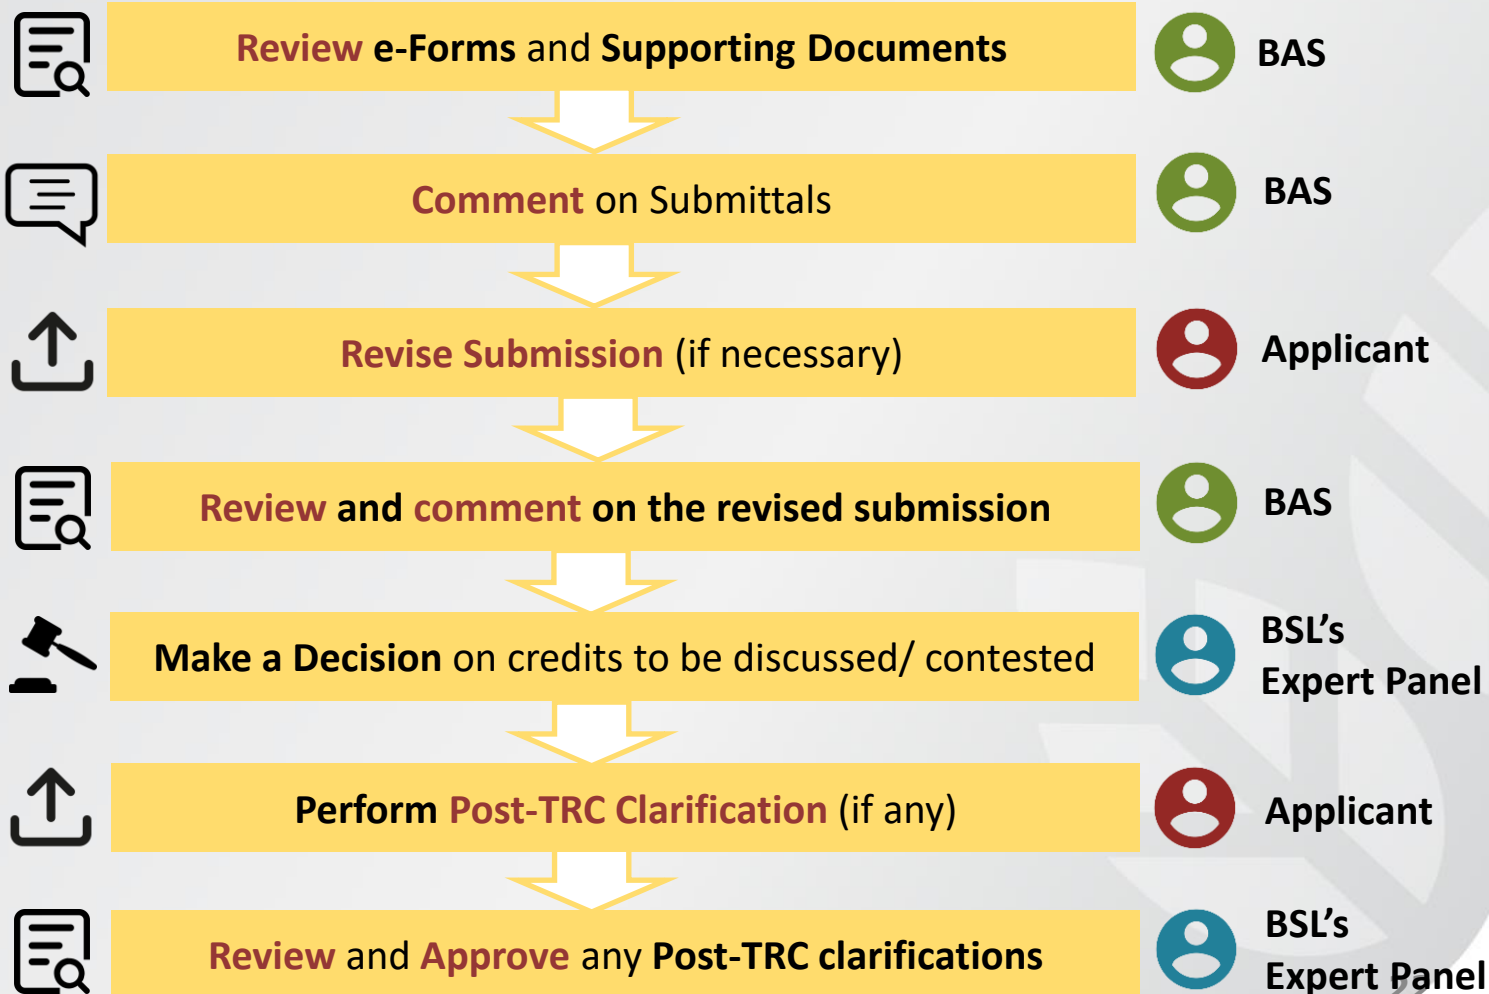 Review e-Forms and Supporting Documents
BAS
Comment on Submittals
BAS
Revise Submission (if necessary)
Applicant
Review and comment on the revised submission
BAS
Make a Decision on credits to be discussed/ contested
BSL's
Expert Panel
Perform Post-TRC Clarification (if any)
Applicant
Review and Approve any Post-TRC clarifications
BSL's
Expert Panel